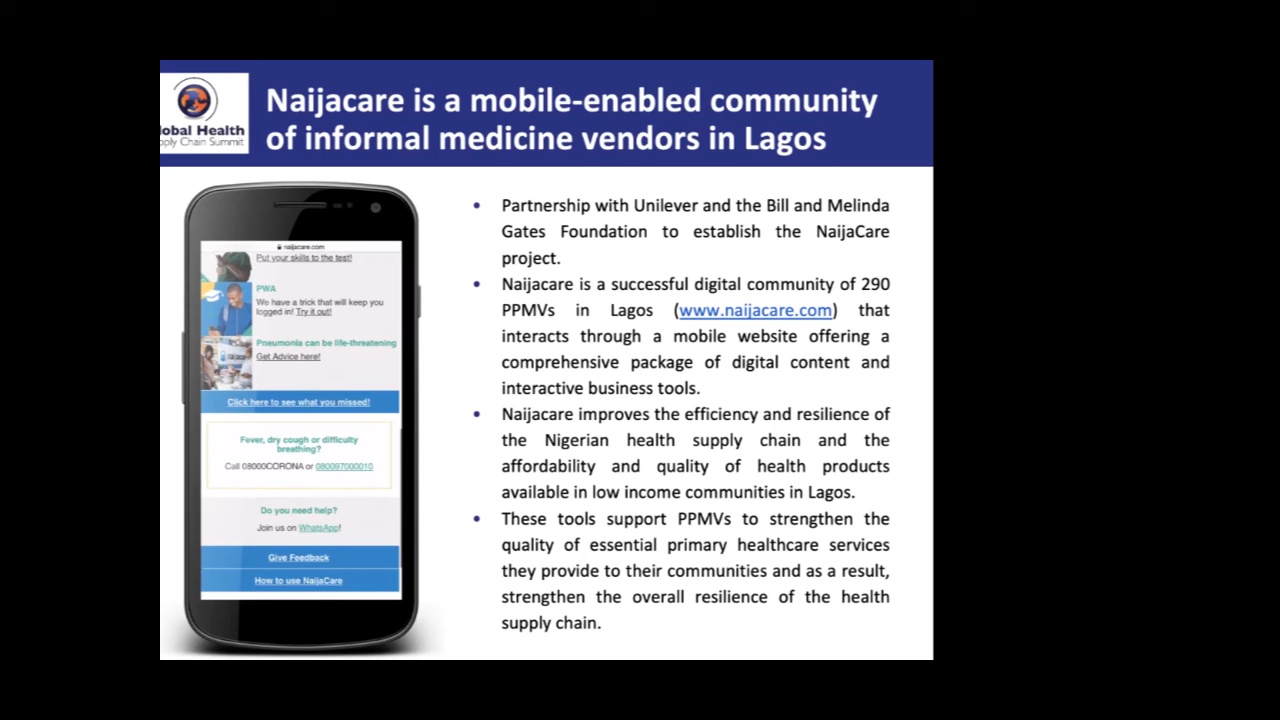 Naijacare is a mobile-enabled community
of informal medicine vendors in Lagos
lobal Health
pply Chain Summit
naijacare.com
Put your skills to the test!
PWA
We have a trick that will keep you
logged in! Try it out!
Pneumonia can be life-threatening
Get Advice here!
Click here to see what you missed!
Fever, dry cough or difficulty
breathing?
Call 08000CORONA or 080097000010
Do you need help?
Join us on WhatsApp!
Give Feedback
How to use NaijaCare
• Partnership with Unilever and the Bill and Melinda
Gates Foundation to establish the NaijaCare
project.
• Naijacare is a successful digital community of 290
PPMVs in Lagos (www.naijacare.com) that
interacts through a mobile website offering a
comprehensive package of digital content and
interactive business tools.
• Naijacare improves the efficiency and resilience of
the Nigerian health supply chain and the
affordability and quality of health products
available in low income communities in Lagos.
• These tools support PPMVs to strengthen the
quality of essential primary healthcare services
they provide to their communities and as a result,
strengthen the overall resilience of the health
supply chain.